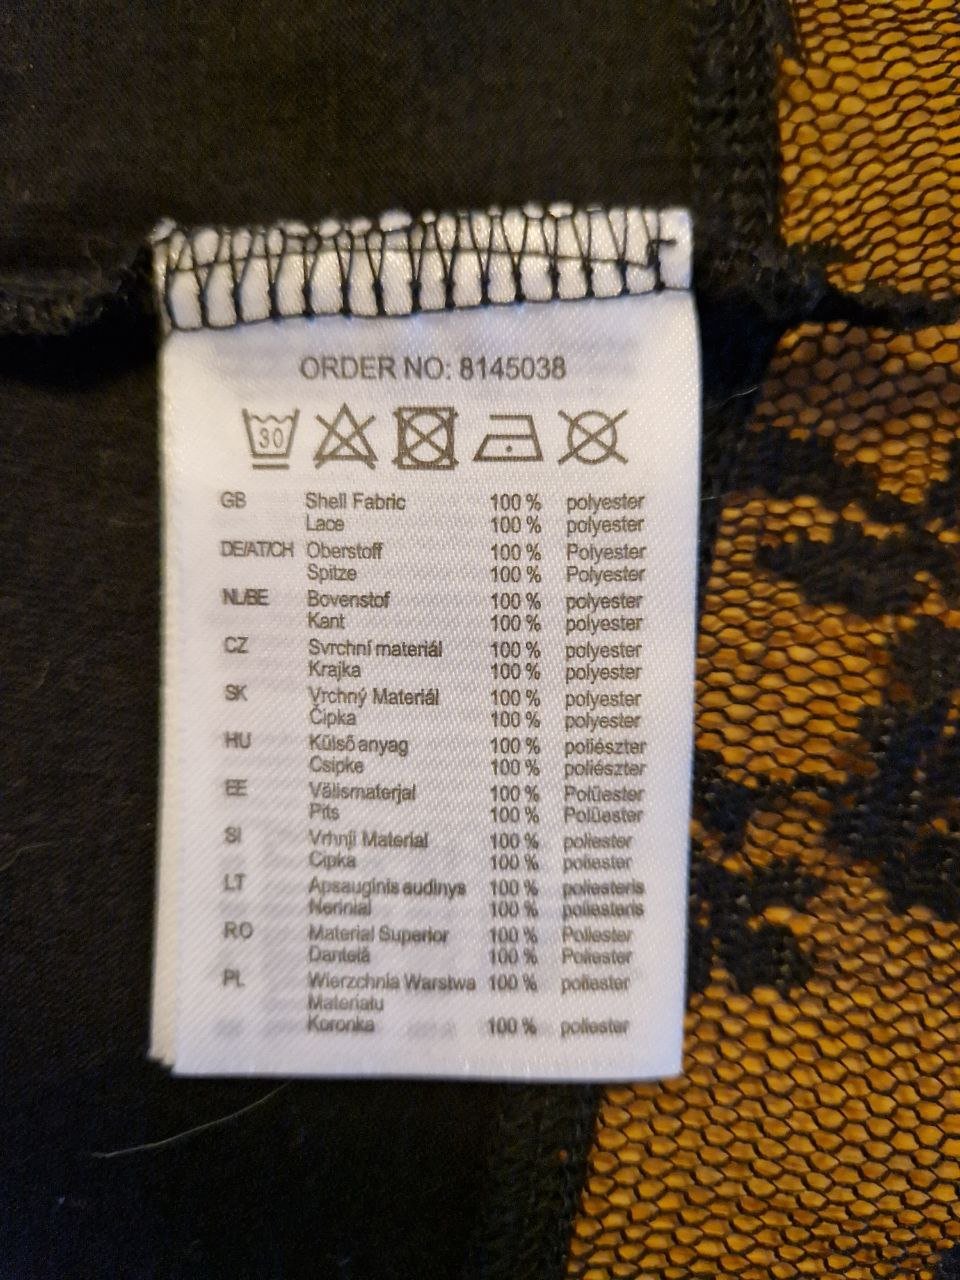 ORDER NO: 8145038
30
GB Shell Fabric 100 % polyester
Lace 100 % polyester
DE/AT/CH Oberstoff 100 % Polyester
Spitze 100 % Polyester
NL/BE Bovenstof 100 % polyester
Kant 100 % polyester
CZ Svrchní materiál 100 % polyester
Krajka 100 % polyester
SK Vrchný Materiál 100 % polyester
Čipka 100 % polyester
HU Külső anyag 100 % poliészter
Csipke 100 % poliészter
EE Välismaterjal 100 % Polüester
Pits 100 % Polüester
SI Vrhnji Material 100 % poliester
Čipka 100 % poliester
LT Apsauginis audinys 100 % poliesteris
Neriniai 100 % poliesteris
RO Material Superior 100 % Poliester
Dantelă 100 % Poliester
PL Wierzchnia Warstwa 100 % poliester
Materiału
Koronka 100 % poliester